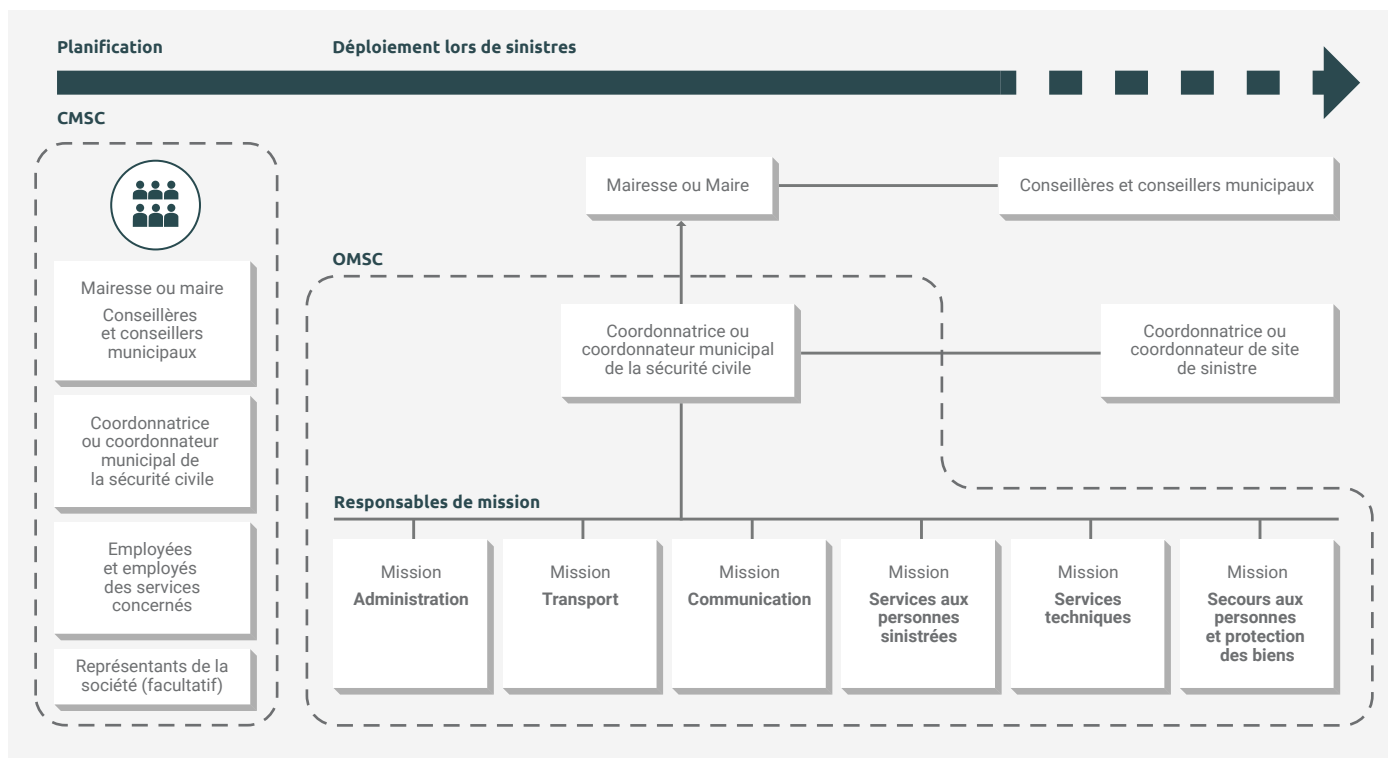 Planification
Déploiement lors de sinistres
CMSC
Mairesse ou maire
Conseillères
et conseillers
municipaux
Coordonnatrice
ou coordonnateur
municipal de
la sécurité civile
Employées
et employés
des services
concernés
Représentants de la
société (facultatif)
Mairesse ou Maire
Conseillères et conseillers municipaux
OMSC
Coordonnatrice ou
coordonnateur municipal
de la sécurité civile
Coordonnatrice ou
coordonnateur de site
de sinistre
Responsables de mission
Mission
Administration
Mission
Transport
Mission
Communication
Mission
Services aux
personnes
sinistrées
Mission
Services
techniques
Mission
Secours aux
personnes
et protection
des biens